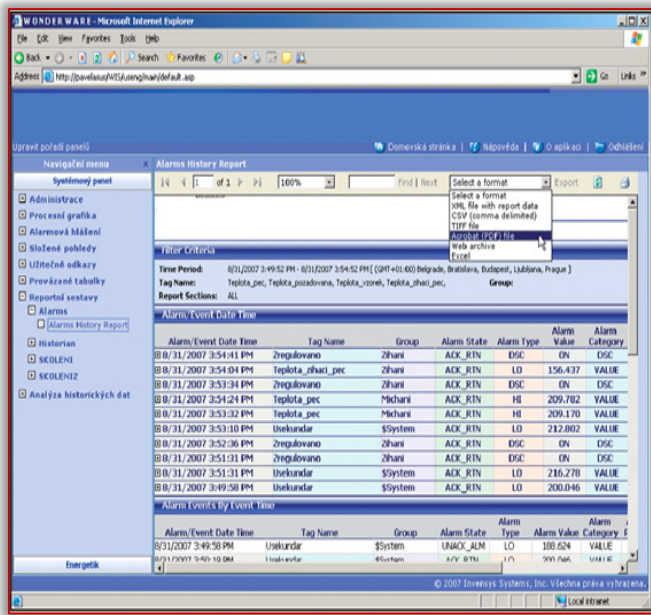 WONDERWARE - Microsoft Internet Explorer
File Edit View Favorites Tools Help
Back Search Favorites
Address http://pavelasus/WIS/useng/main/default.asp Go Links »
Upravit pořadí panelů Domovská stránka | Nápověda | O aplikaci | Odhlášení
Navigační menu × Alarms History Report
Systémový panel 1 of 1 100% Find | Next Select a format Export
Administrace
Procesní grafika
Alarmová hlášení
Složené pohledy
Užitečné odkazy
Provázané tabulky
Reportní sestavy
Alarms
Alarms History Report
Historian
SKOLENI
SKOLENI2
Analýza historických dat
Energetik
Select a format
XML file with report data
CSV (comma delimited)
TIFF file
Acrobat (PDF) file
Web archive
Excel
Filter Criteria
Time Period: 8/31/2007 3:49:52 PM - 8/31/2007 3:54:52 PM [ (GMT+01:00) Belgrade, Bratislava, Budapest, Ljubljana, Prague ]
Tag Name: Teplota_pec, Teplota_pozadovana, Teplota_vzorek, Teplota_zihaci_pec, Group:
Report Sections: ALL
Alarm/Event Date Time
Alarm/Event Date Time Tag Name Group Alarm State Alarm Type Alarm Value Alarm Category
8/31/2007 3:54:41 PM Zregulovano Zihani ACK_RTN DSC ON DSC
8/31/2007 3:54:04 PM Teplota_zihaci_pec Zihani ACK_RTN LO 156.437 VALUE
8/31/2007 3:53:34 PM Zregulovano Zihani ACK_RTN DSC ON DSC
8/31/2007 3:54:24 PM Teplota_pec Michani ACK_RTN HI 209.782 VALUE
8/31/2007 3:53:32 PM Teplota_pec Michani ACK_RTN HI 209.170 VALUE
8/31/2007 3:53:10 PM Usekundar $System ACK_RTN LO 212.802 VALUE
8/31/2007 3:52:36 PM Zregulovano Zihani ACK_RTN DSC ON DSC
8/31/2007 3:51:31 PM Zregulovano Zihani ACK_RTN DSC ON DSC
8/31/2007 3:51:31 PM Usekundar $System ACK_RTN LO 216.278 VALUE
8/31/2007 3:49:58 PM Usekundar $System ACK_RTN LO 200.046 VALUE
Alarm Events By Event Time
Alarm/Event Date Time Tag Name Group Alarm State Alarm Type Alarm Value Alarm Category
8/31/2007 3:49:58 PM Usekundar $System UNACK_ALM LO 188.624 VALUE
© 2007 Invensys Systems, Inc. Všechna práva vyhrazena.
Local intranet